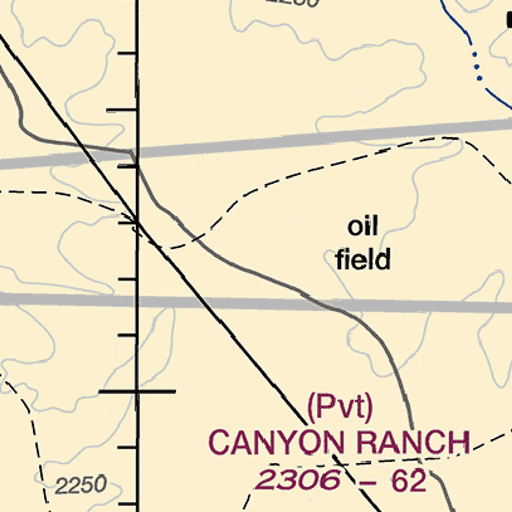 oil
field
(Pvt)
CANYON RANCH
2306 – 62
2250